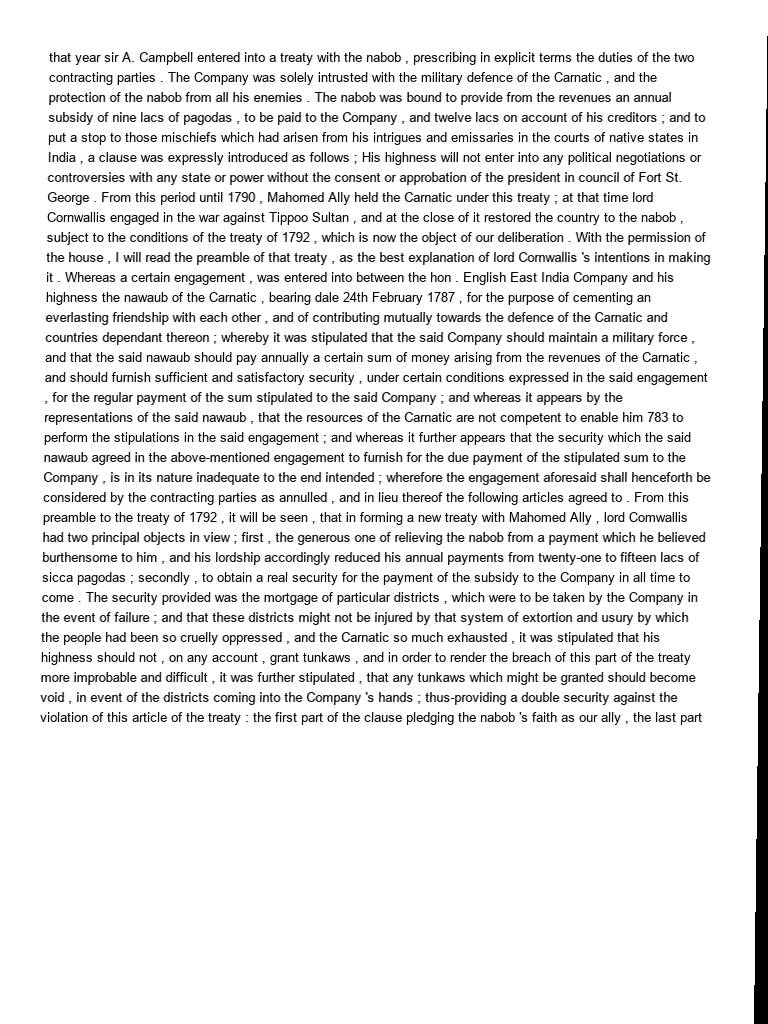 that year sir A. Campbell entered into a treaty with the nabob , prescribing in explicit terms the duties of the two
contracting parties . The Company was solely intrusted with the military defence of the Carnatic , and the
protection of the nabob from all his enemies . The nabob was bound to provide from the revenues an annual
subsidy of nine lacs of pagodas , to be paid to the Company , and twelve lacs on account of his creditors ; and to
put a stop to those mischiefs which had arisen from his intrigues and emissaries in the courts of native states in
India , a clause was expressly introduced as follows ; His highness will not enter into any political negotiations or
controversies with any state or power without the consent or approbation of the president in council of Fort St.
George . From this period until 1790 , Mahomed Ally held the Carnatic under this treaty ; at that time lord
Cornwallis engaged in the war against Tippoo Sultan , and at the close of it restored the country to the nabob ,
subject to the conditions of the treaty of 1792 , which is now the object of our deliberation . With the permission of
the house , I will read the preamble of that treaty , as the best explanation of lord Cornwallis 's intentions in making
it . Whereas a certain engagement , was entered into between the hon . English East India Company and his
highness the nawaub of the Carnatic , bearing dale 24th February 1787 , for the purpose of cementing an
everlasting friendship with each other , and of contributing mutually towards the defence of the Carnatic and
countries dependant thereon ; whereby it was stipulated that the said Company should maintain a military force ,
and that the said nawaub should pay annually a certain sum of money arising from the revenues of the Carnatic ,
and should furnish sufficient and satisfactory security , under certain conditions expressed in the said engagement
, for the regular payment of the sum stipulated to the said Company ; and whereas it appears by the
representations of the said nawaub , that the resources of the Carnatic are not competent to enable him 783 to
perform the stipulations in the said engagement ; and whereas it further appears that the security which the said
nawaub agreed in the above-mentioned engagement to furnish for the due payment of the stipulated sum to the
Company , is in its nature inadequate to the end intended ; wherefore the engagement aforesaid shall henceforth be
considered by the contracting parties as annulled , and in lieu thereof the following articles agreed to . From this
preamble to the treaty of 1792 , it will be seen , that in forming a new treaty with Mahomed Ally , lord Comwallis
had two principal objects in view ; first , the generous one of relieving the nabob from a payment which he believed
burthensome to him , and his lordship accordingly reduced his annual payments from twenty-one to fifteen lacs of
sicca pagodas ; secondly , to obtain a real security for the payment of the subsidy to the Company in all time to
come . The security provided was the mortgage of particular districts , which were to be taken by the Company in
the event of failure ; and that these districts might not be injured by that system of extortion and usury by which
the people had been so cruelly oppressed , and the Carnatic so much exhausted , it was stipulated that his
highness should not , on any account , grant tunkaws , and in order to render the breach of this part of the treaty
more improbable and difficult , it was further stipulated , that any tunkaws which might be granted should become
void , in event of the districts coming into the Company 's hands ; thus-providing a double security against the
violation of this article of the treaty : the first part of the clause pledging the nabob 's faith as our ally , the last part